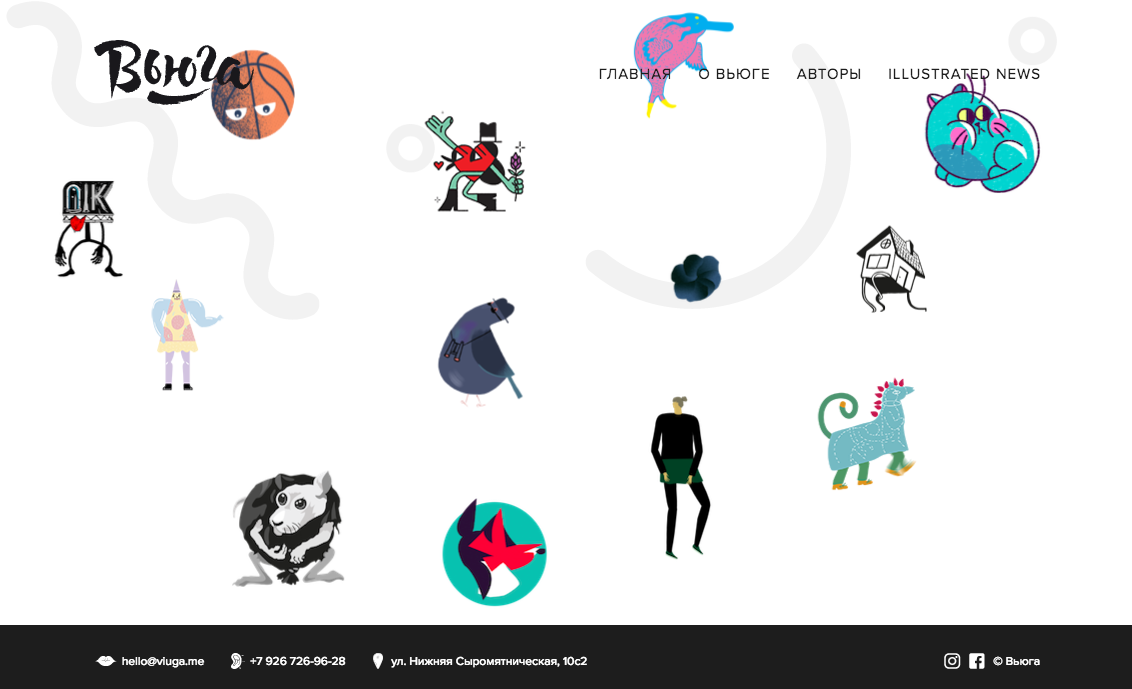 Вьюга
ГЛАВНАЯ О ВЬЮГЕ АВТОРЫ ILLUSTRATED NEWS
hello@viuga.me +7 926 726-96-28 ул. Нижняя Сыромятническая, 10с2 © Вьюга